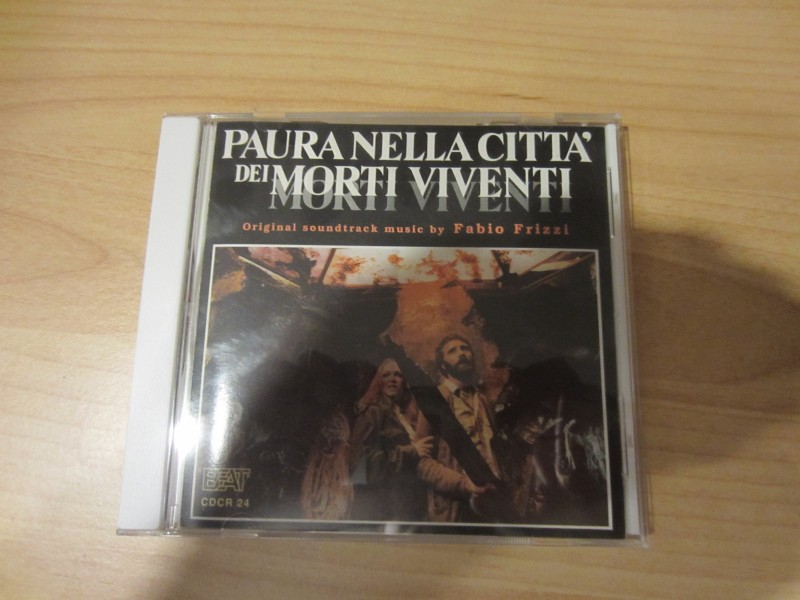 PAURA NELLA CITTA'
DEI MORTI VIVENTI
Original soundtrack music by Fabio Frizzi
BEAT
CDCR 24